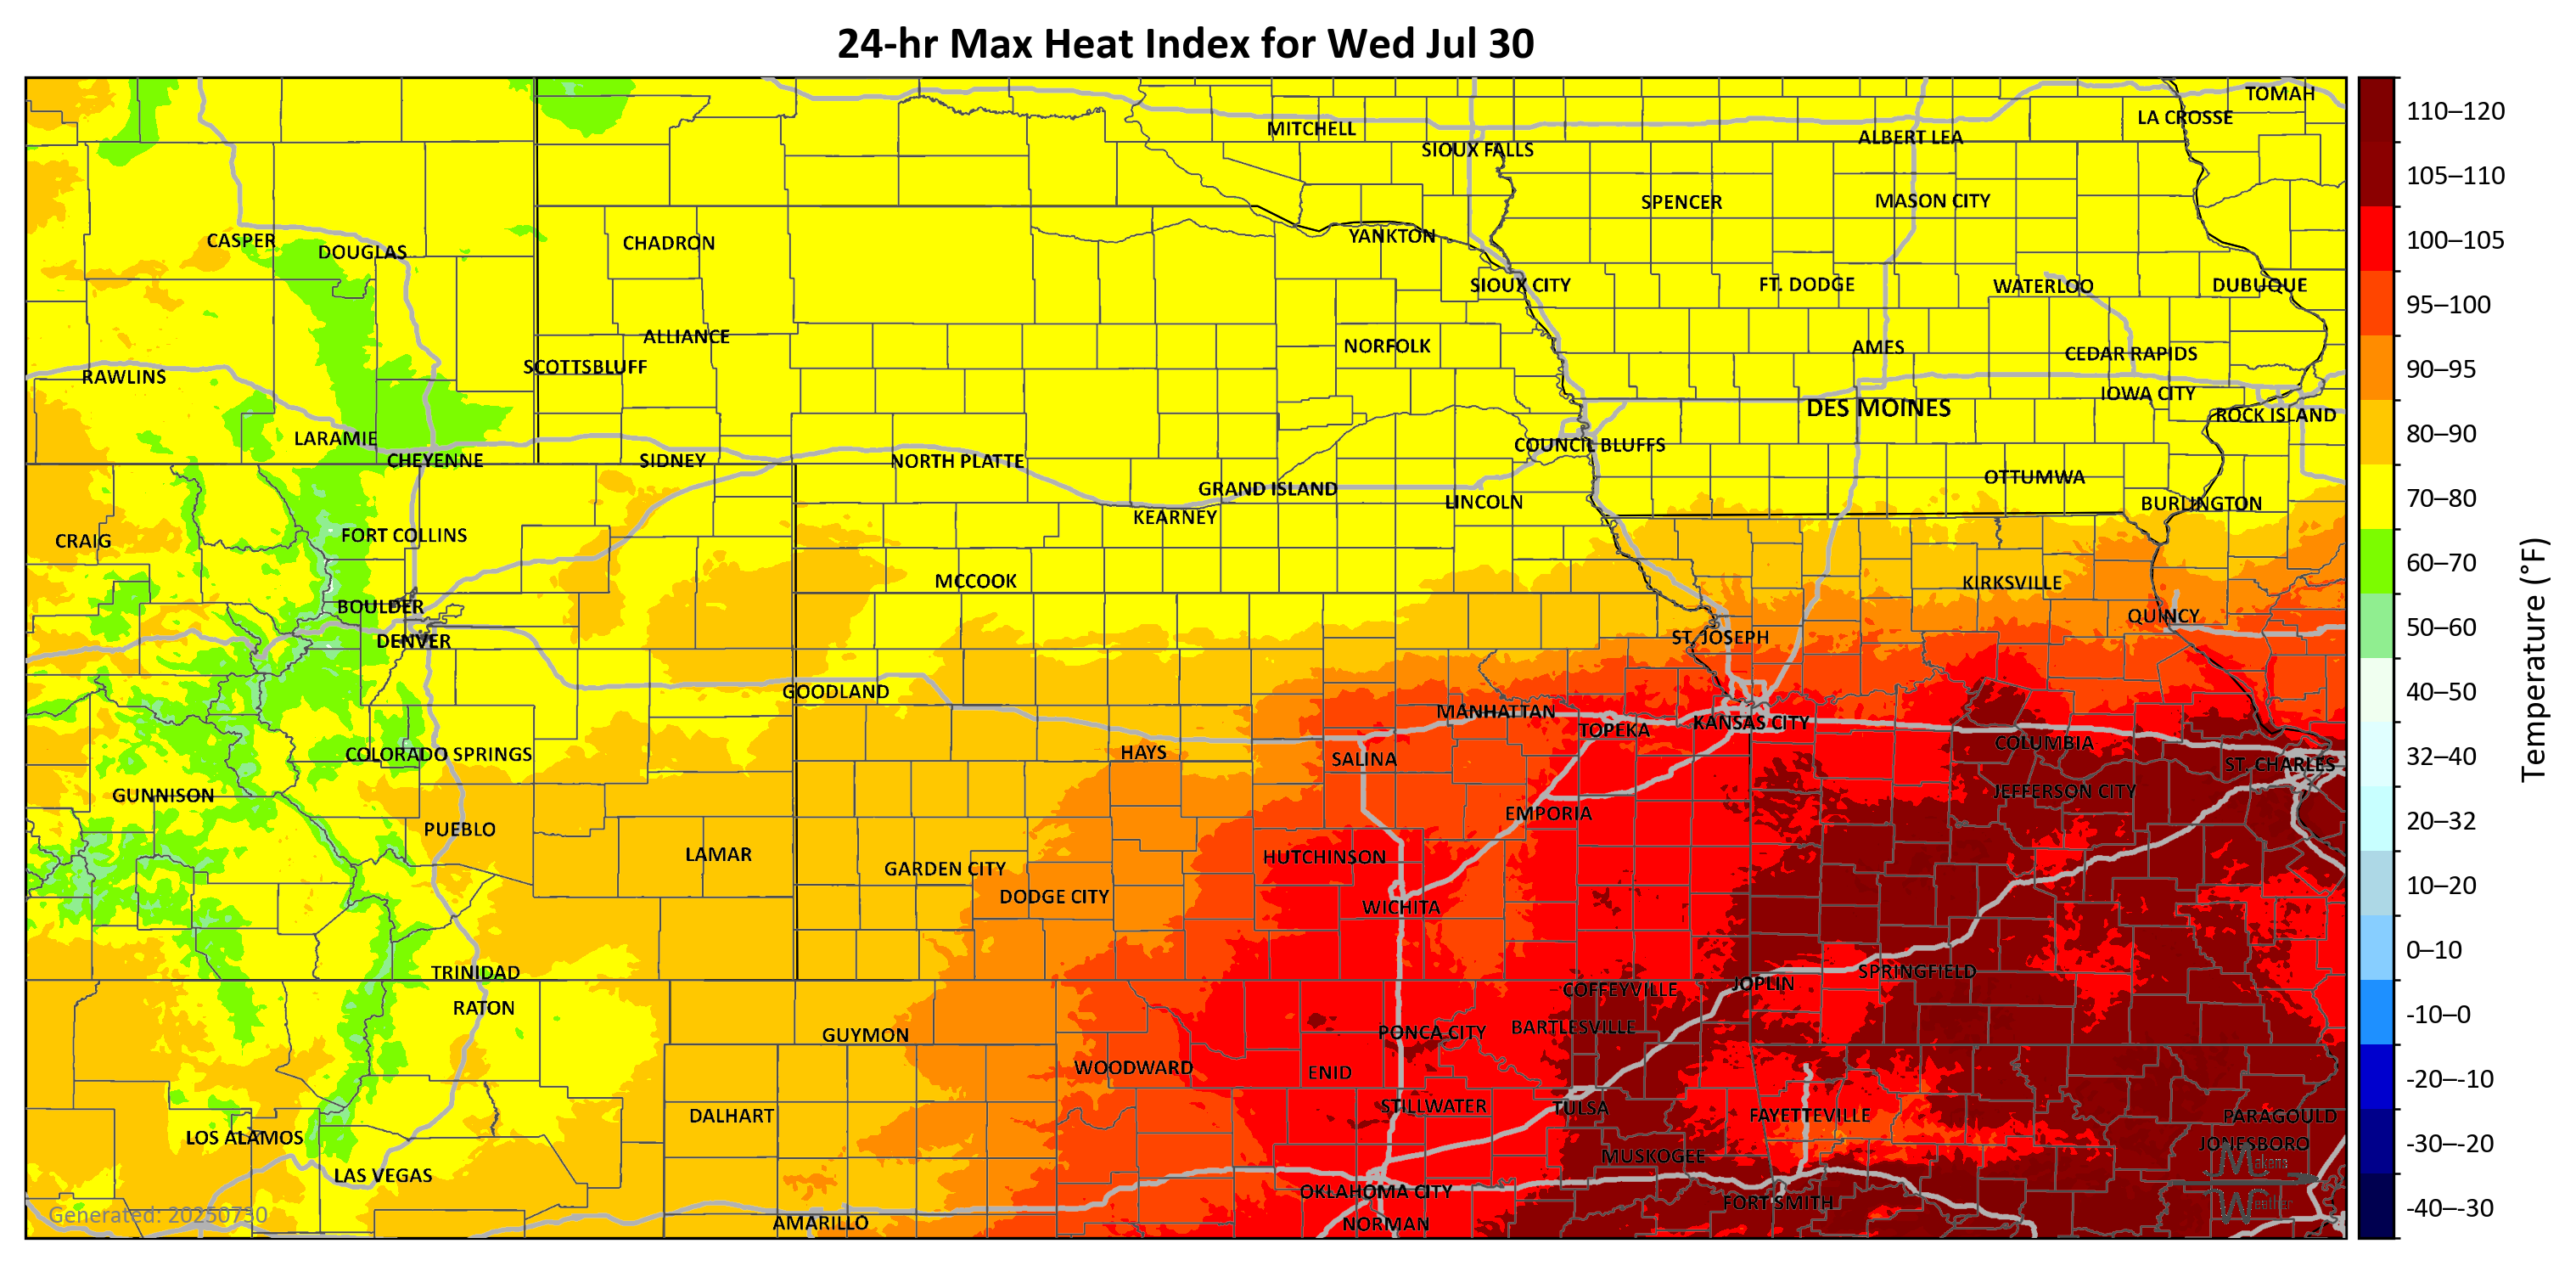 24-hr Max Heat Index for Wed Jul 30
TOMAH
LA CROSSE
MITCHELL
ALBERT LEA
SIOUX FALLS
SPENCER
MASON CITY
YANKTON
CASPER
DOUGLAS
CHADRON
SIOUX CITY
FT. DODGE
WATERLOO
DUBUQUE
ALLIANCE
NORFOLK
AMES
CEDAR RAPIDS
SCOTTSBLUFF
RAWLINS
IOWA CITY
DES MOINES
ROCK ISLAND
LARAMIE
COUNCIL BLUFFS
CHEYENNE
SIDNEY
NORTH PLATTE
OTTUMWA
GRAND ISLAND
LINCOLN
BURLINGTON
KEARNEY
FORT COLLINS
CRAIG
MCCOOK
KIRKSVILLE
BOULDER
QUINCY
DENVER
ST. JOSEPH
GOODLAND
MANHATTAN
TOPEKA
KANSAS CITY
COLUMBIA
COLORADO SPRINGS
HAYS
SALINA
ST. CHARLES
GUNNISON
JEFFERSON CITY
EMPORIA
PUEBLO
LAMAR
HUTCHINSON
GARDEN CITY
DODGE CITY
WICHITA
TRINIDAD
SPRINGFIELD
JOPLIN
COFFEYVILLE
RATON
GUYMON
PONCA CITY
BARTLESVILLE
WOODWARD
ENID
STILLWATER
TULSA
DALHART
FAYETTEVILLE
PARAGOULD
LOS ALAMOS
JONESBORO
MUSKOGEE
LAS VEGAS
OKLAHOMA CITY
FORT SMITH
AMARILLO
NORMAN
Makens
Weather
Generated: 20250730
110–120
105–110
100–105
95–100
90–95
80–90
70–80
60–70
50–60
40–50
32–40
20–32
10–20
0–10
-10–0
-20–-10
-30–-20
-40–-30
Temperature (°F)